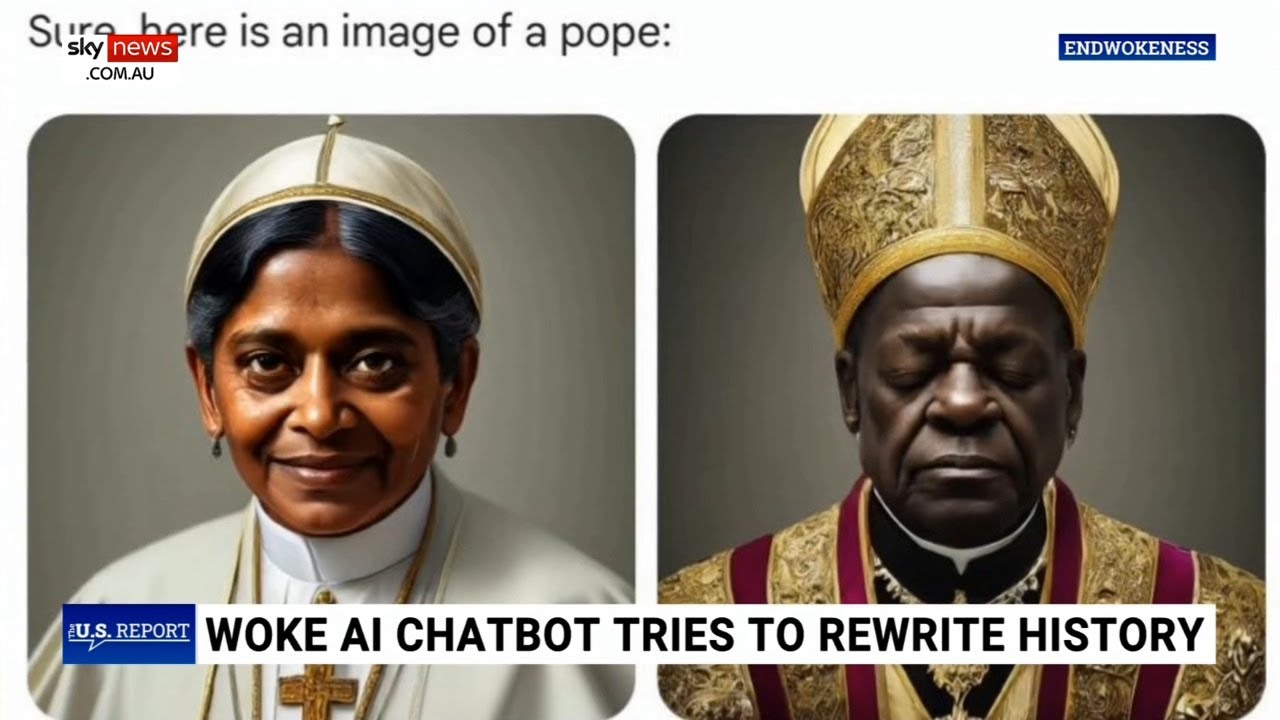 Sure, here is an image of a pope:
sky news
.COM.AU
ENDWOKENESS
The U.S. REPORT
WOKE AI CHATBOT TRIES TO REWRITE HISTORY